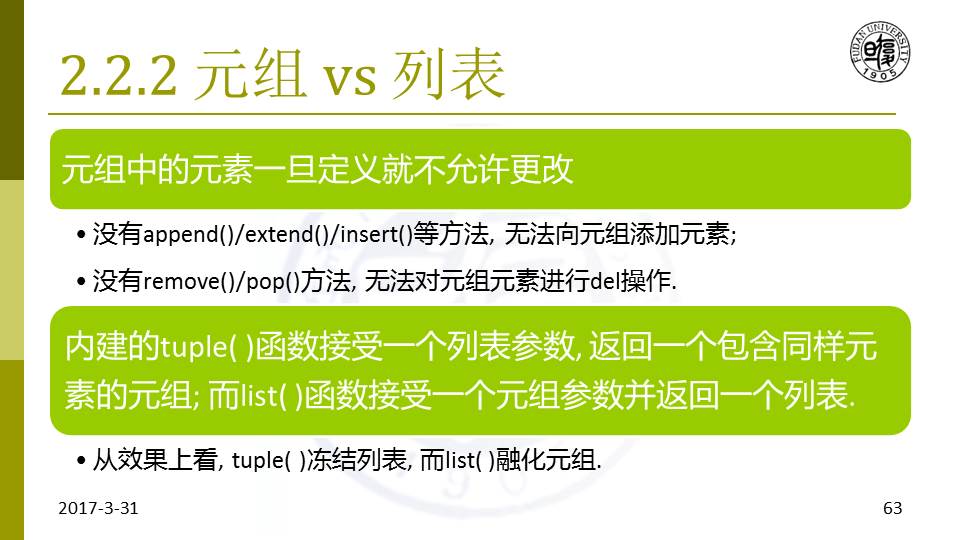 2.2.2 元组 vs 列表
FUDAN UNIVERSITY
1905
元组中的元素一旦定义就不允许更改
• 没有append()/extend()/insert()等方法, 无法向元组添加元素;
• 没有remove()/pop()方法, 无法对元组元素进行del操作.
内建的tuple( )函数接受一个列表参数, 返回一个包含同样元
素的元组; 而list( )函数接受一个元组参数并返回一个列表.
• 从效果上看, tuple( )冻结列表, 而list( )融化元组.
2017-3-31
63